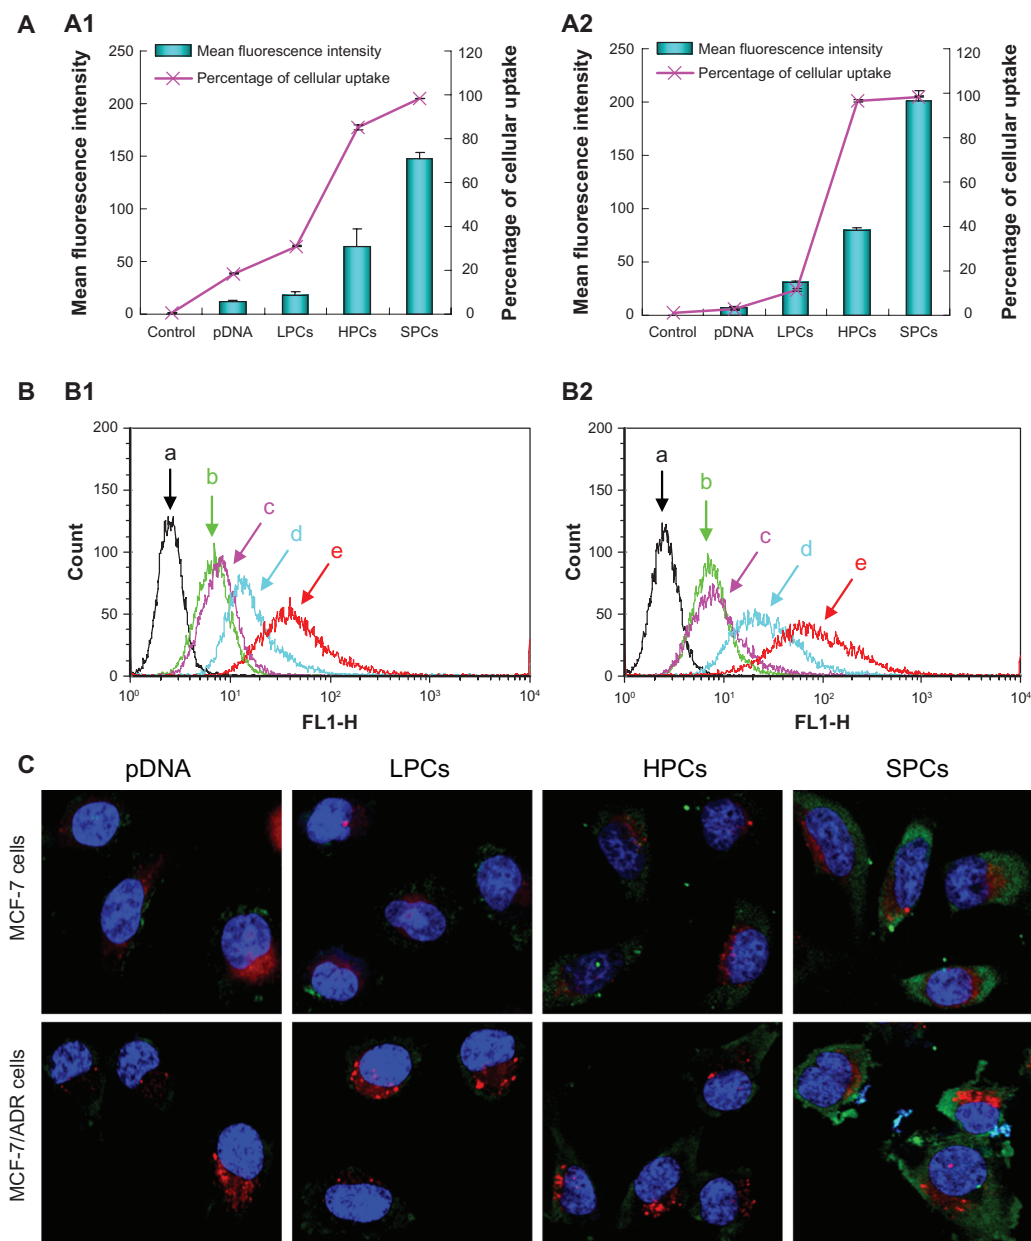 A A1 A2
Mean fluorescence intensity
Percentage of cellular uptake
250
200
150
100
50
0
120
100
80
60
40
20
0
Mean fluorescence intensity
Percentage of cellular uptake
Control pDNA LPCs HPCs SPCs
Mean fluorescence intensity
Percentage of cellular uptake
250
200
150
100
50
0
120
100
80
60
40
20
0
Mean fluorescence intensity
Percentage of cellular uptake
Control pDNA LPCs HPCs SPCs
B B1 B2
Count
200
150
100
50
0
a
b
c
d
e
10⁰ 10¹ 10² 10³ 10⁴
FL1-H
Count
200
150
100
50
0
a
b
c
d
e
10⁰ 10¹ 10² 10³ 10⁴
FL1-H
C
pDNA LPCs HPCs SPCs
MCF-7 cells
MCF-7/ADR cells